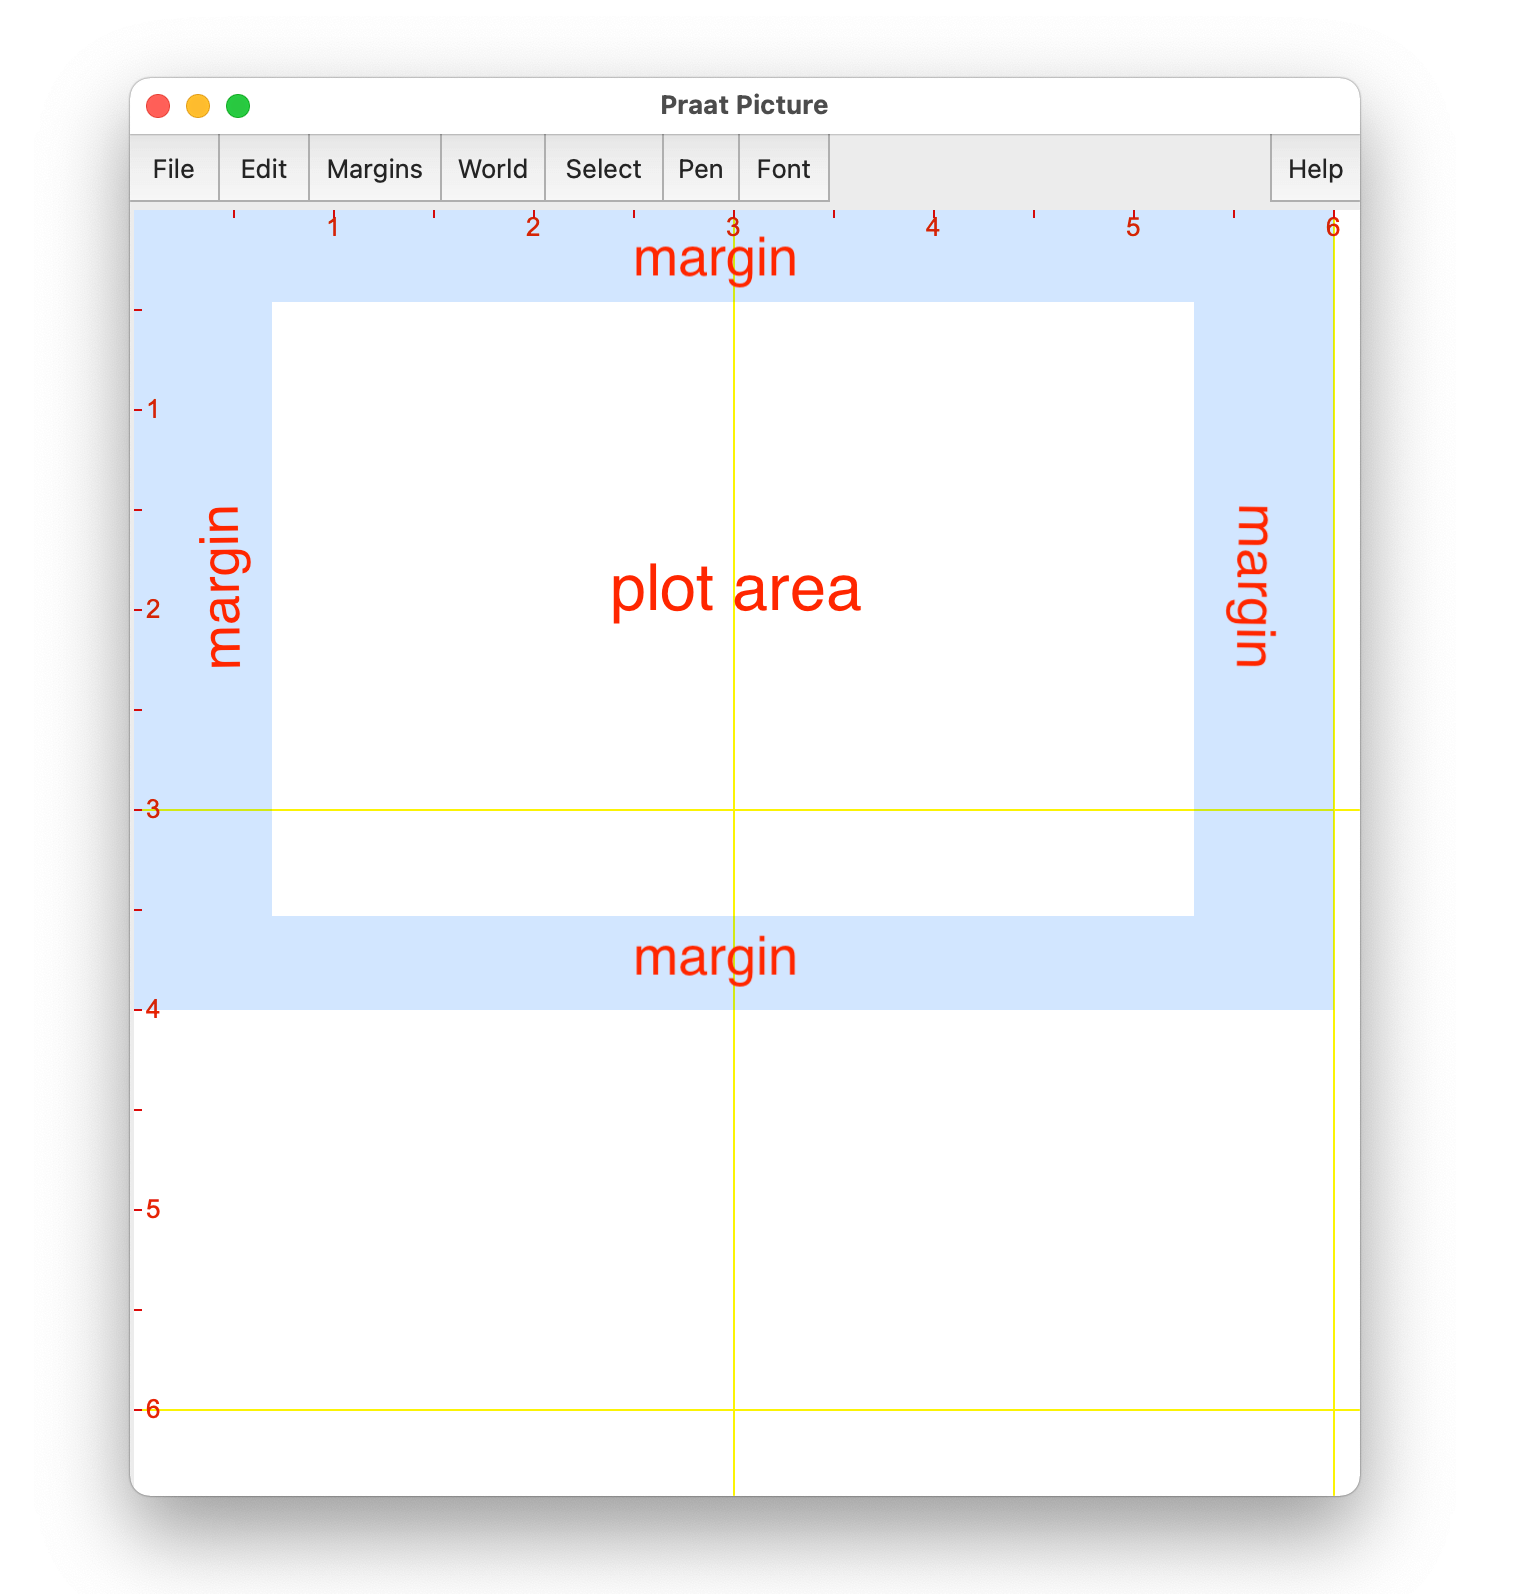 Praat Picture
File Edit Margins World Select Pen Font Help
1 2 3 4 5 6
margin
1
margin
plot area
margin
2
3
margin
4
5
6